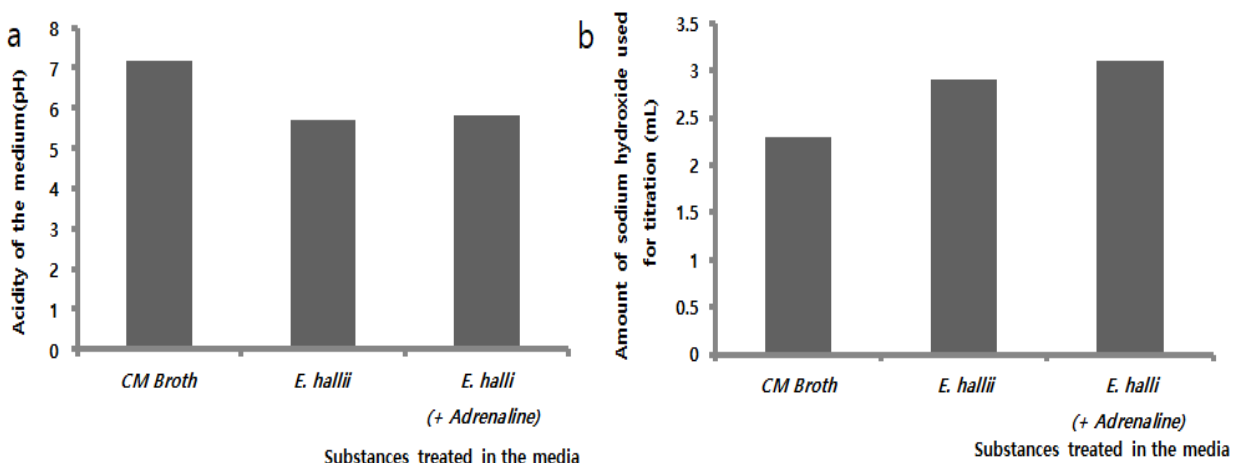 a
Acidity of the medium(pH)
8
7
6
5
4
3
2
1
0
CM Broth
E. hallii
E. halli
(+ Adrenaline)
Substances treated in the media
b
Amount of sodium hydroxide used
for titration (mL)
3.5
3
2.5
2
1.5
1
0.5
0
CM Broth
E. hallii
E. halli
(+ Adrenaline)
Substances treated in the media